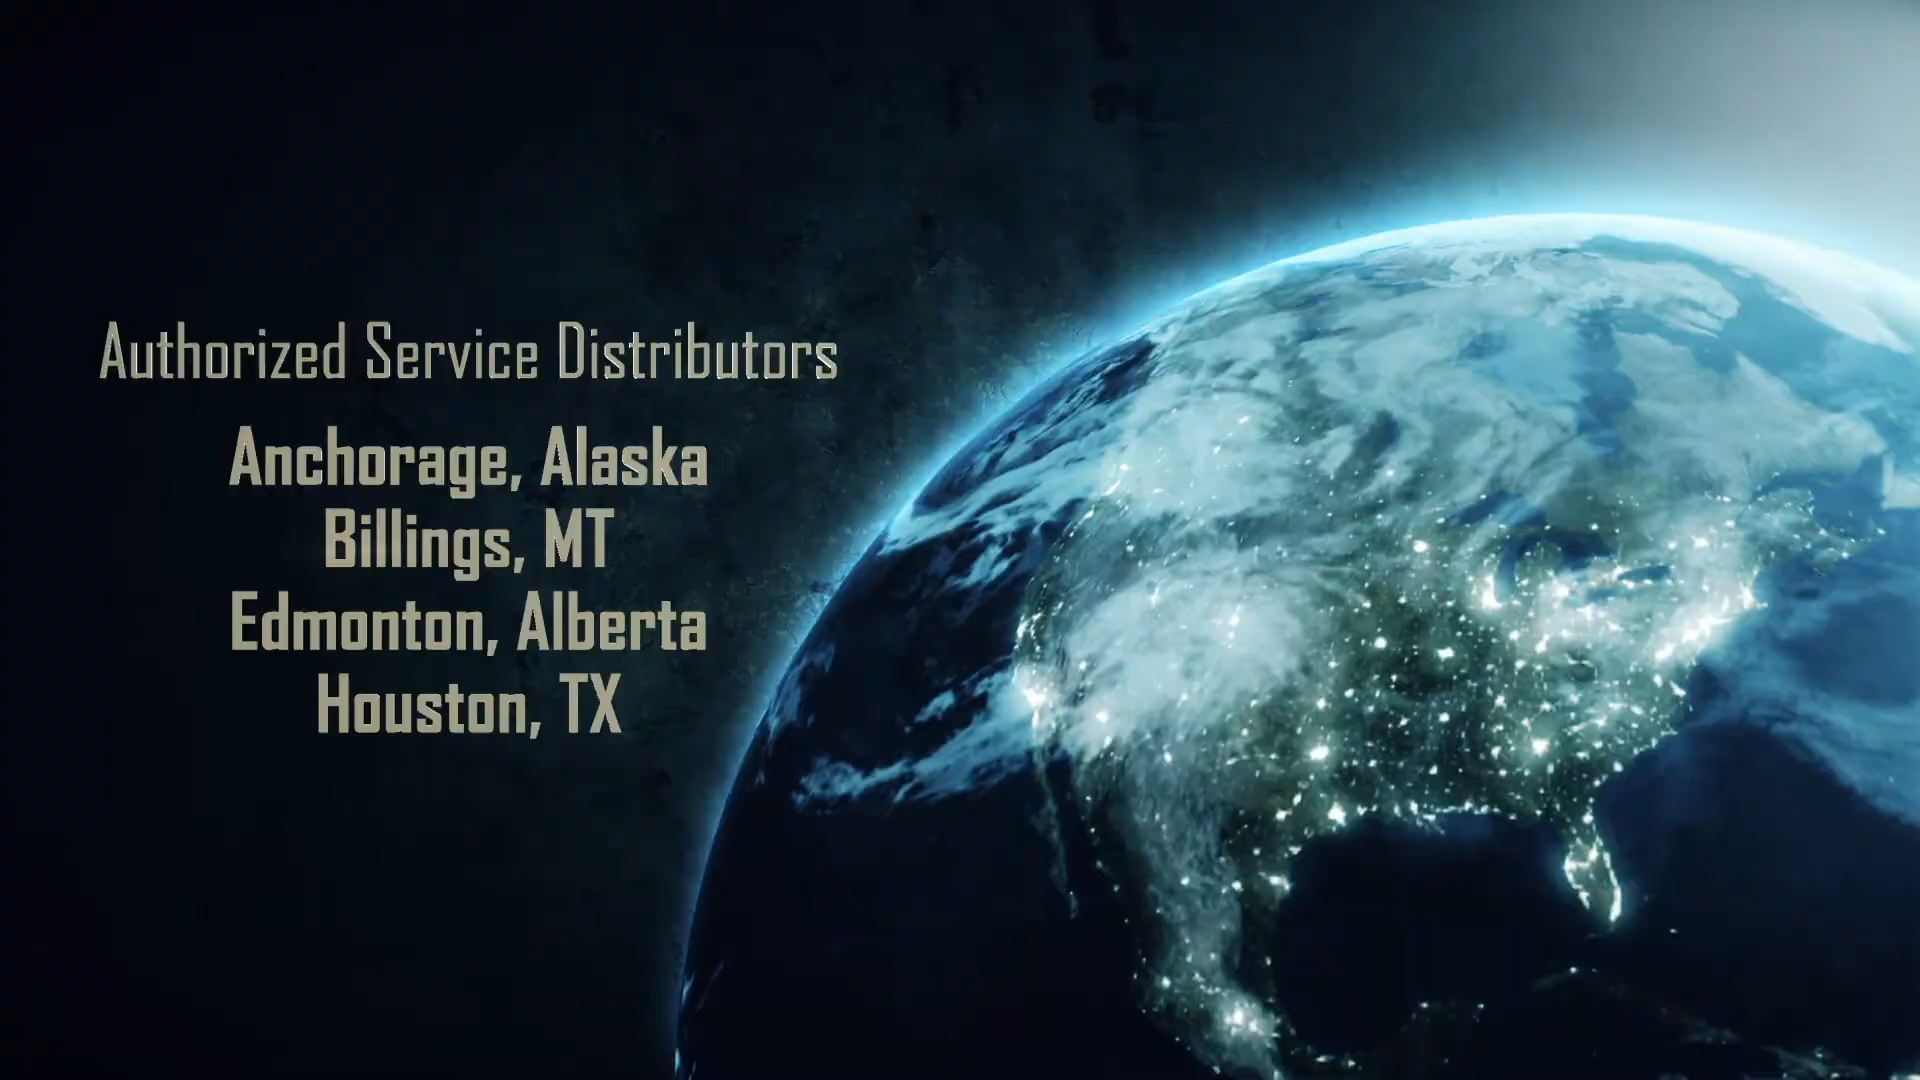 Authorized Service Distributors
Anchorage, Alaska
Billings, MT
Edmonton, Alberta
Houston, TX